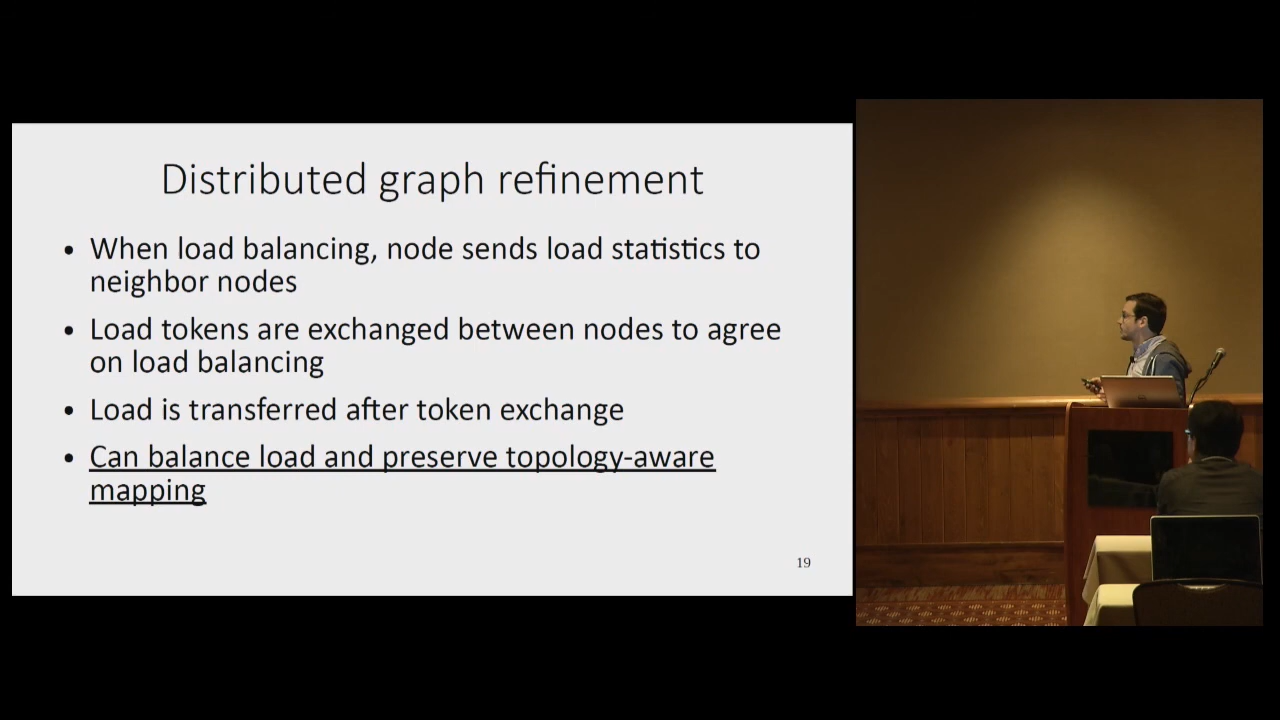 Distributed graph refinement
• When load balancing, node sends load statistics to
neighbor nodes
• Load tokens are exchanged between nodes to agree
on load balancing
• Load is transferred after token exchange
• Can balance load and preserve topology-aware
mapping
19